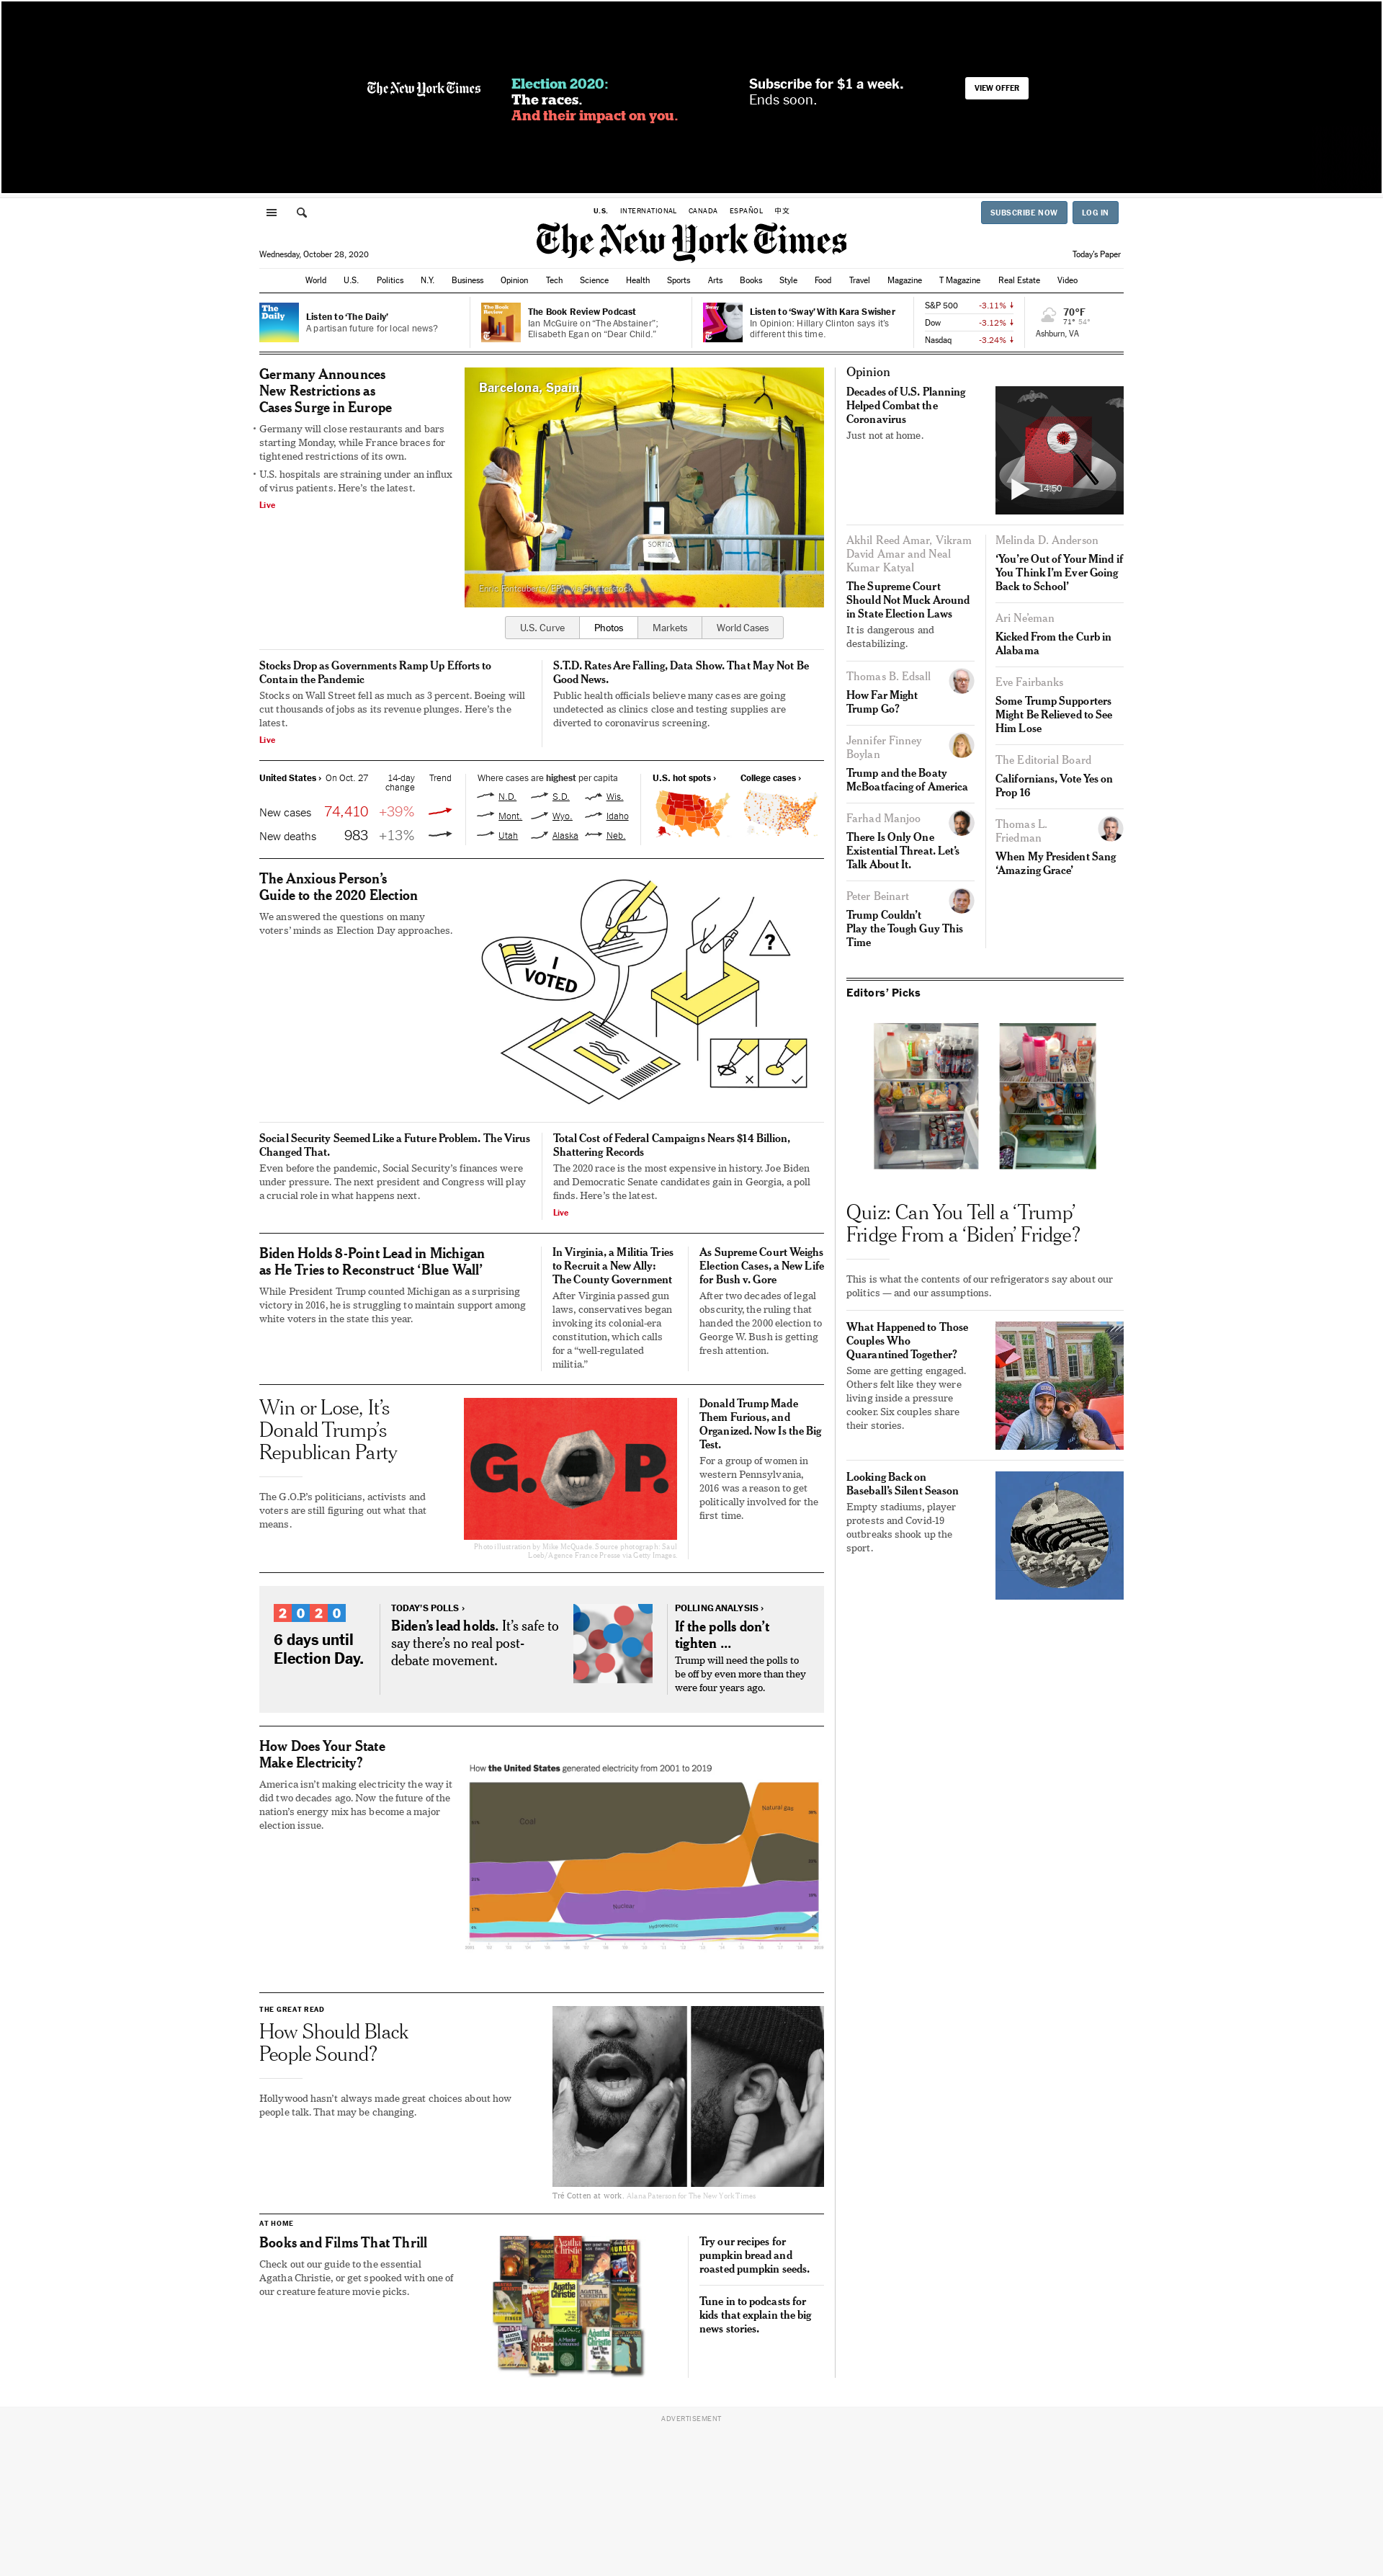 The New York Times
Election 2020:
The races.
And their impact on you.
Subscribe for $1 a week.
Ends soon.
VIEW OFFER
U.S. INTERNATIONAL CANADA ESPAÑOL 中文
SUBSCRIBE NOW
LOG IN
The New York Times
Wednesday, October 28, 2020
Today's Paper
World U.S. Politics N.Y. Business Opinion Tech Science Health Sports Arts Books Style Food Travel Magazine T Magazine Real Estate Video
The Daily
Listen to ‘The Daily’
A partisan future for local news?
The Book Review
The Book Review Podcast
Ian McGuire on “The Abstainer”;
Elisabeth Egan on “Dear Child.”
Sway
Listen to ‘Sway’ With Kara Swisher
In Opinion: Hillary Clinton says it's
different this time.
S&P 500 -3.11% ↓
Dow -3.12% ↓
Nasdaq -3.24% ↓
70°F
71° 54°
Ashburn, VA
Germany Announces
New Restrictions as
Cases Surge in Europe
• Germany will close restaurants and bars
starting Monday, while France braces for
tightened restrictions of its own.
• U.S. hospitals are straining under an influx
of virus patients. Here’s the latest.
Live
Barcelona, Spain
SORTIDA
U.S. Curve Photos Markets World Cases
Stocks Drop as Governments Ramp Up Efforts to
Contain the Pandemic
Stocks on Wall Street fell as much as 3 percent. Boeing will
cut thousands of jobs as its revenue plunges. Here’s the
latest.
Live
S.T.D. Rates Are Falling, Data Show. That May Not Be
Good News.
Public health officials believe many cases are going
undetected as clinics close and testing supplies are
diverted to coronavirus screening.
United States › On Oct. 27 14-day
change Trend
New cases 74,410 +39%
New deaths 983 +13%
Where cases are highest per capita
N.D. S.D. Wis.
Mont. Wyo. Idaho
Utah Alaska Neb.
U.S. hot spots › College cases ›
The Anxious Person’s
Guide to the 2020 Election
We answered the questions on many
voters’ minds as Election Day approaches.
I
VOTED
?
Social Security Seemed Like a Future Problem. The Virus
Changed That.
Even before the pandemic, Social Security’s finances were
under pressure. The next president and Congress will play
a crucial role in what happens next.
Total Cost of Federal Campaigns Nears $14 Billion,
Shattering Records
The 2020 race is the most expensive in history. Joe Biden
and Democratic Senate candidates gain in Georgia, a poll
finds. Here’s the latest.
Live
Biden Holds 8-Point Lead in Michigan
as He Tries to Reconstruct ‘Blue Wall’
While President Trump counted Michigan as a surprising
victory in 2016, he is struggling to maintain support among
white voters in the state this year.
In Virginia, a Militia Tries
to Recruit a New Ally:
The County Government
After Virginia passed gun
laws, conservatives began
invoking its colonial-era
constitution, which calls
for a “well-regulated
militia.”
As Supreme Court Weighs
Election Cases, a New Life
for Bush v. Gore
After two decades of legal
obscurity, the ruling that
handed the 2000 election to
George W. Bush is getting
fresh attention.
Win or Lose, It’s
Donald Trump’s
Republican Party
The G.O.P.’s politicians, activists and
voters are still figuring out what that
means.
G.O.P.
Photo illustration by Mike McQuade. Source photograph: Saul
Loeb/Agence France Presse via Getty Images.
Donald Trump Made
Them Furious, and
Organized. Now Is the Big
Test.
For a group of women in
western Pennsylvania,
2016 was a reason to get
politically involved for the
first time.
2020
6 days until
Election Day.
TODAY’S POLLS ›
Biden’s lead holds. It’s safe to
say there’s no real post-
debate movement.
POLLING ANALYSIS ›
If the polls don’t
tighten ...
Trump will need the polls to
be off by even more than they
were four years ago.
How Does Your State
Make Electricity?
America isn’t making electricity the way it
did two decades ago. Now the future of the
nation’s energy mix has become a major
election issue.
How the United States generated electricity from 2001 to 2019
Coal
Natural gas
Nuclear
Hydroelectric
Wind
THE GREAT READ
How Should Black
People Sound?
Hollywood hasn’t always made great choices about how
people talk. That may be changing.
Tré Cotten at work. Alana Paterson for The New York Times
AT HOME
Books and Films That Thrill
Check out our guide to the essential
Agatha Christie, or get spooked with one of
our creature feature movie picks.
Agatha Christie
Try our recipes for
pumpkin bread and
roasted pumpkin seeds.
Tune in to podcasts for
kids that explain the big
news stories.
Opinion
Decades of U.S. Planning
Helped Combat the
Coronavirus
Just not at home.
14:50
Akhil Reed Amar, Vikram
David Amar and Neal
Kumar Katyal
The Supreme Court
Should Not Muck Around
in State Election Laws
It is dangerous and
destabilizing.
Thomas B. Edsall
How Far Might
Trump Go?
Jennifer Finney
Boylan
Trump and the Boaty
McBoatfacing of America
Farhad Manjoo
There Is Only One
Existential Threat. Let’s
Talk About It.
Peter Beinart
Trump Couldn’t
Play the Tough Guy This
Time
Melinda D. Anderson
‘You’re Out of Your Mind if
You Think I’m Ever Going
Back to School’
Ari Ne’eman
Kicked From the Curb in
Alabama
Eve Fairbanks
Some Trump Supporters
Might Be Relieved to See
Him Lose
The Editorial Board
Californians, Vote Yes on
Prop 16
Thomas L.
Friedman
When My President Sang
‘Amazing Grace’
Editors’ Picks
Quiz: Can You Tell a ‘Trump’
Fridge From a ‘Biden’ Fridge?
This is what the contents of our refrigerators say about our
politics — and our assumptions.
What Happened to Those
Couples Who
Quarantined Together?
Some are getting engaged.
Others felt like they were
living inside a pressure
cooker. Six couples share
their stories.
Looking Back on
Baseball’s Silent Season
Empty stadiums, player
protests and Covid-19
outbreaks shook up the
sport.
ADVERTISEMENT